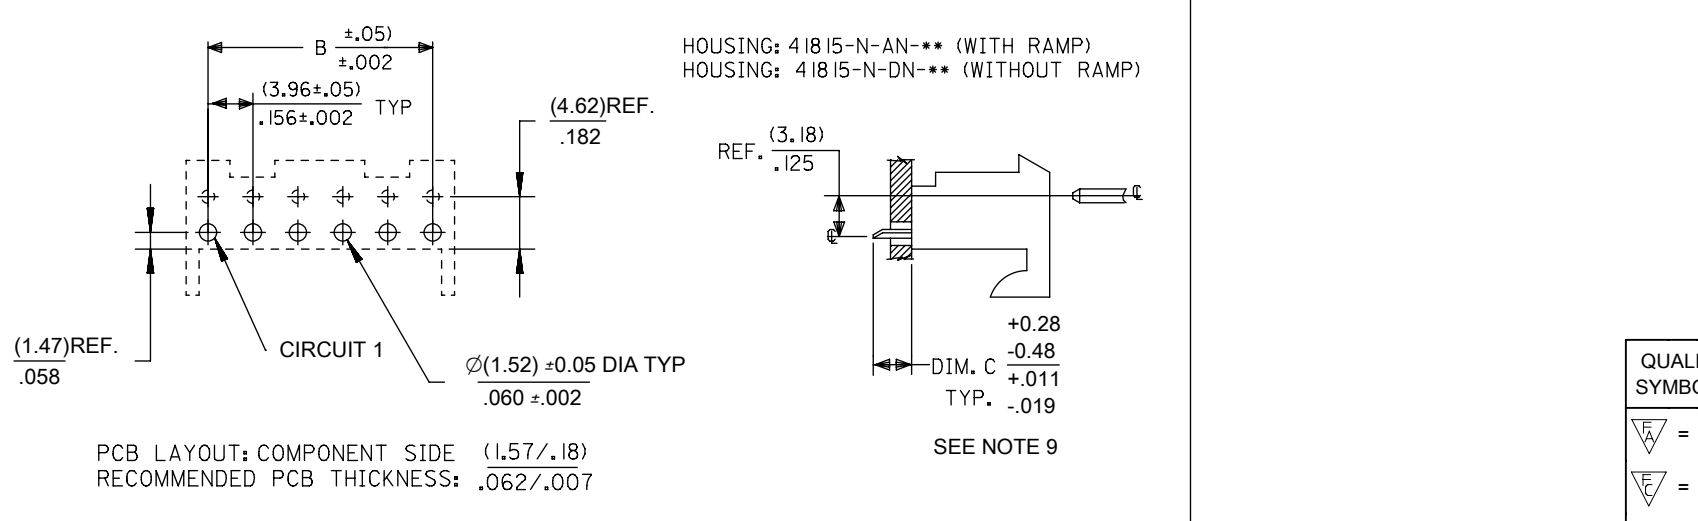 B ±.05)
±.002
(3.96±.05)
.156±.002 TYP
(4.62)REF.
.182
(1.47)REF.
.058
CIRCUIT 1
∅(1.52) ±0.05 DIA TYP
.060 ±.002
PCB LAYOUT: COMPONENT SIDE (1.57/.18)
RECOMMENDED PCB THICKNESS: .062/.007
HOUSING: 41815-N-AN-** (WITH RAMP)
HOUSING: 41815-N-DN-** (WITHOUT RAMP)
REF. (3.18)
.125
+0.28
-0.48
DIM. C
+.011
TYP. -.019
SEE NOTE 9
QUALI
SYMBO
FA =
FC =